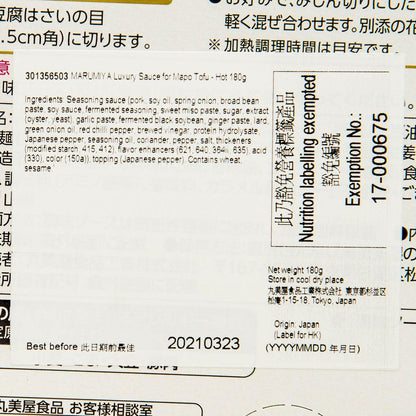 豆腐はさいの目
.5cm角)に切ります。
軽く混ぜ合わせます。別添の花
※加熱調理時間は目安です。
301356503 MARUMIYA Luxury Sauce for Mapo Tofu - Hot 180g
Ingredients: Seasoning sauce (pork, soy oil, spring onion, broad bean
paste, soy sauce, fermented seasoning, sweet miso paste, sugar, extract
(oyster, yeast), garlic paste, fermented black soybean, ginger paste, lard,
green onion oil, red chilli pepper, brewed vinegar, protein hydrolysate,
Japanese pepper, seasoning oil, coriander, pepper, salt, thickeners
(modified starch, 415, 412), flavor enhancers (621, 640, 364ii, 635), acid
(330), color (150a)), topping (Japanese pepper). Contains wheat,
sesame.
Best before 此日期前最佳 20210323
此乃豁免營養標籤產品
Nutrition labelling exempted
豁免編號
Exemption No.:
17-000675
Net weight 180g
Store in cool dry place
丸美屋食品工業株式会社 東京都杉並区
松庵1-15-18, Tokyo, Japan
Origin: Japan
(Label for HK)
(YYYYMMDD 年月日)
丸美屋食品 お客様相談室